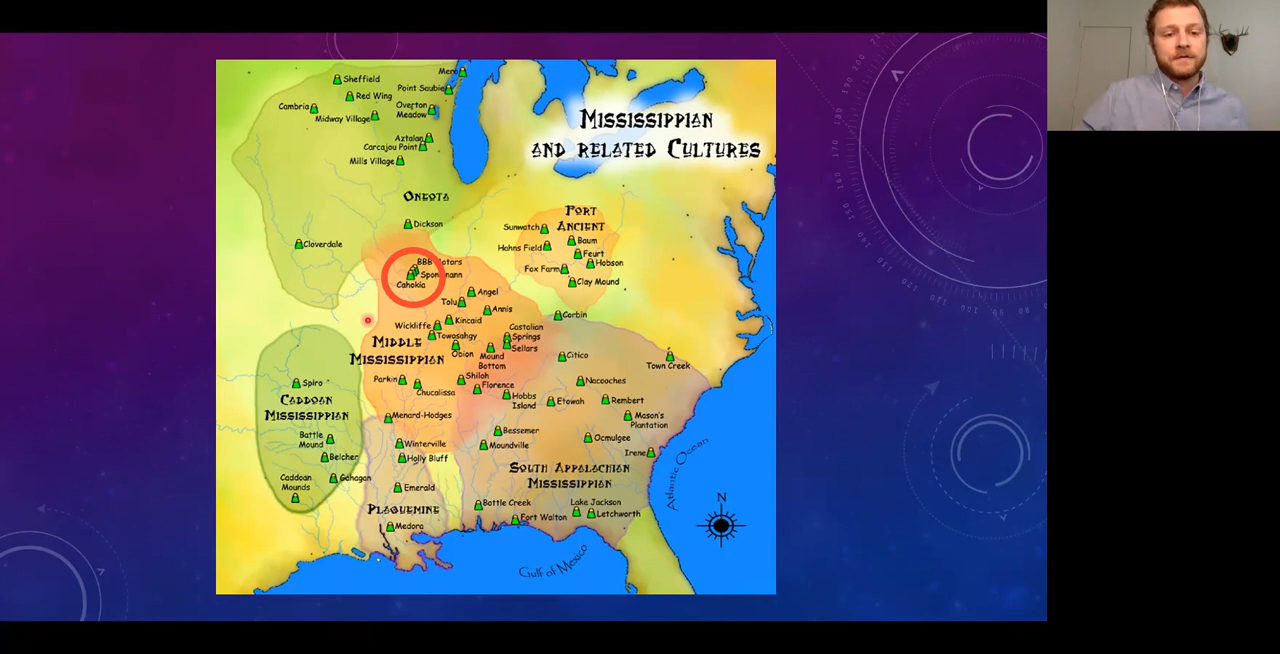 Mississippian
and related Cultures
Mere
Sheffield
Point Sauble
Red Wing
Cambria
Overton
Meadow
Midway Village
Aztalan
Carcajou Point
Mills Village
Oneota
Dickson
Cloverdale
Fort
Ancient
Sunwatch
Baum
Hahns Field
Feurt
Hobson
Fox Farm
Clay Mound
Cahokia
Angel
Tolu
Annis
Corbin
Kincaid
Wickliffe
Towosahgy
Castalian
Springs
Sellars
Middle
Mississippian
Obion
Mound
Bottom
Citico
Town Creek
Shiloh
Parkin
Chucalissa
Florence
Nacooches
Hobbs
Island
Etowah
Rembert
Spiro
Caddoan
Mississippian
Menard-Hodges
Mason's
Plantation
Bessemer
Moundville
Ocmulgee
Irene
Battle
Mound
Winterville
Belcher
Holly Bluff
South Appalachian
Mississippian
Caddoan
Mounds
Gahagan
Emerald
Plaquemine
Medora
Bottle Creek
Fort Walton
Lake Jackson
Letchworth
Atlantic Ocean
N
Gulf of Mexico